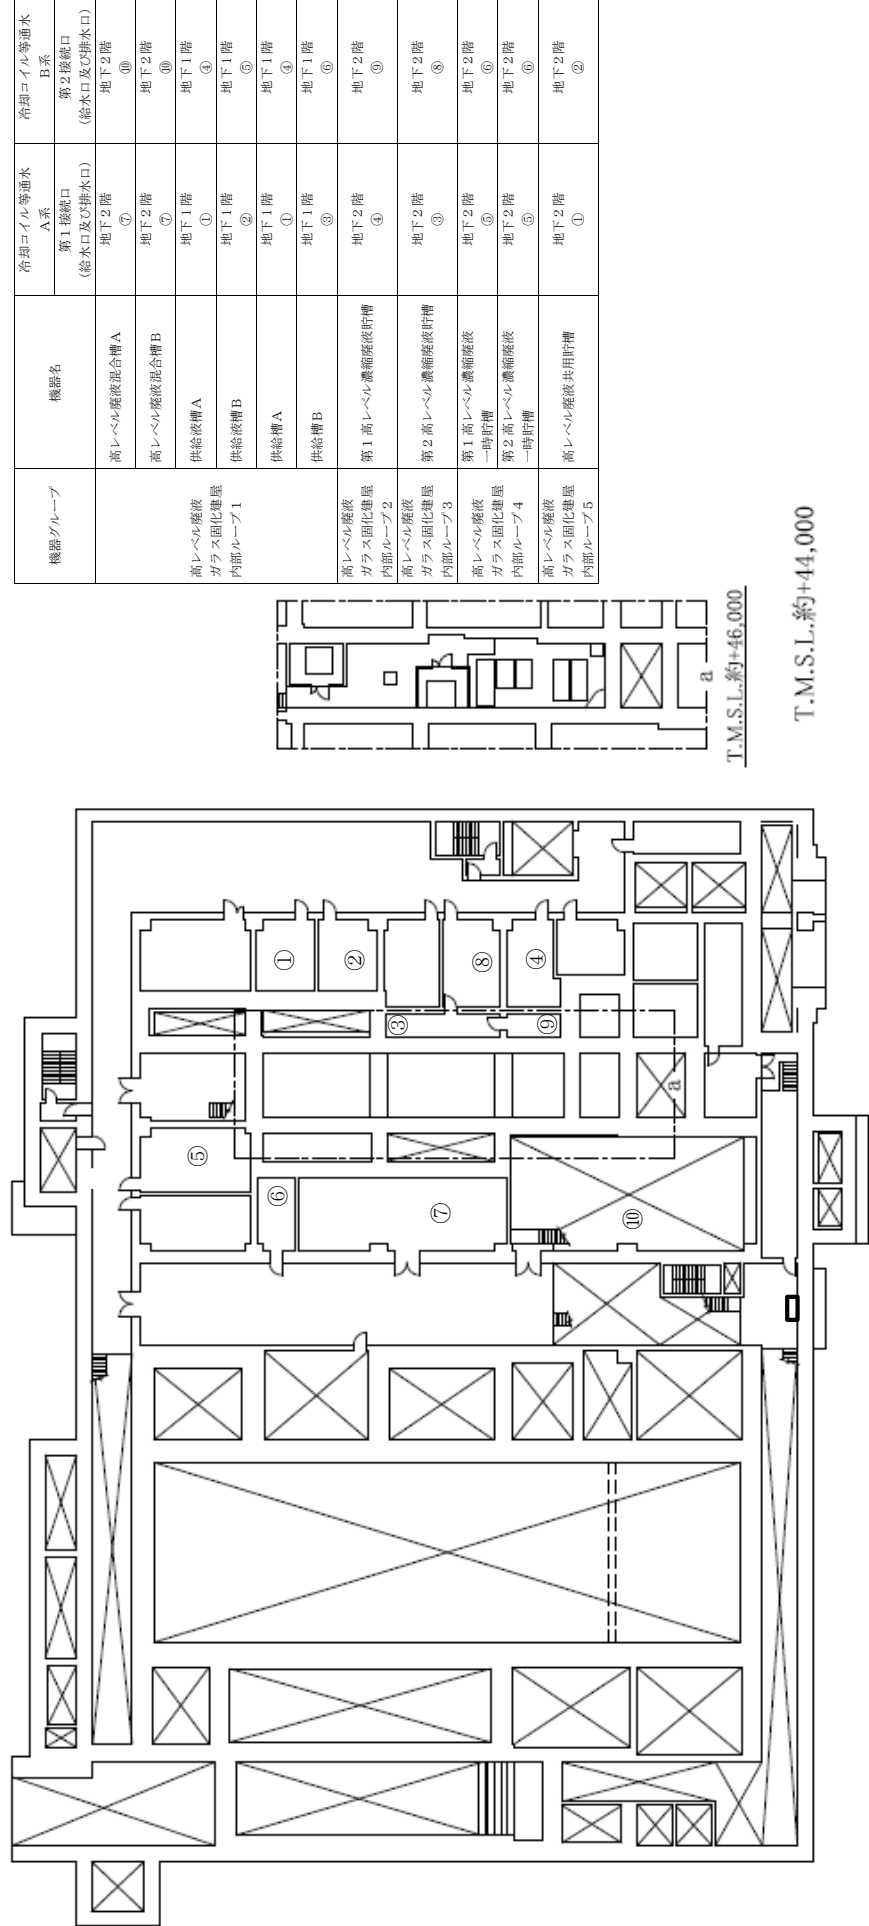 機器グループ
機器名
冷却コイル等通水
A系
第1接続口
(給水口及び排水口)
冷却コイル等通水
B系
第2接続口
(給水口及び排水口)
高レベル廃液
ガラス固化建屋
内部ループ1
高レベル廃液混合槽A
地下2階
⑦
地下2階
⑩
高レベル廃液混合槽B
地下2階
⑦
地下2階
⑩
供給液槽A
地下1階
①
地下1階
④
供給液槽B
地下1階
②
地下1階
⑤
供給槽A
地下1階
①
地下1階
④
供給槽B
地下1階
③
地下1階
⑥
高レベル廃液
ガラス固化建屋
内部ループ2
第1高レベル濃縮廃液貯槽
地下2階
④
地下2階
⑨
高レベル廃液
ガラス固化建屋
内部ループ3
第2高レベル濃縮廃液貯槽
地下2階
③
地下2階
⑧
高レベル廃液
ガラス固化建屋
内部ループ4
第1高レベル濃縮廃液
一時貯槽
地下2階
⑤
地下2階
⑥
第2高レベル濃縮廃液
一時貯槽
地下2階
⑤
地下2階
⑥
高レベル廃液
ガラス固化建屋
内部ループ5
高レベル廃液共用貯槽
地下2階
①
地下2階
②
a
T.M.S.L.約+46,000
T.M.S.L.約+44,000
①
②
⑧
④
③
⑨
a
⑤
⑥
⑦
⑩